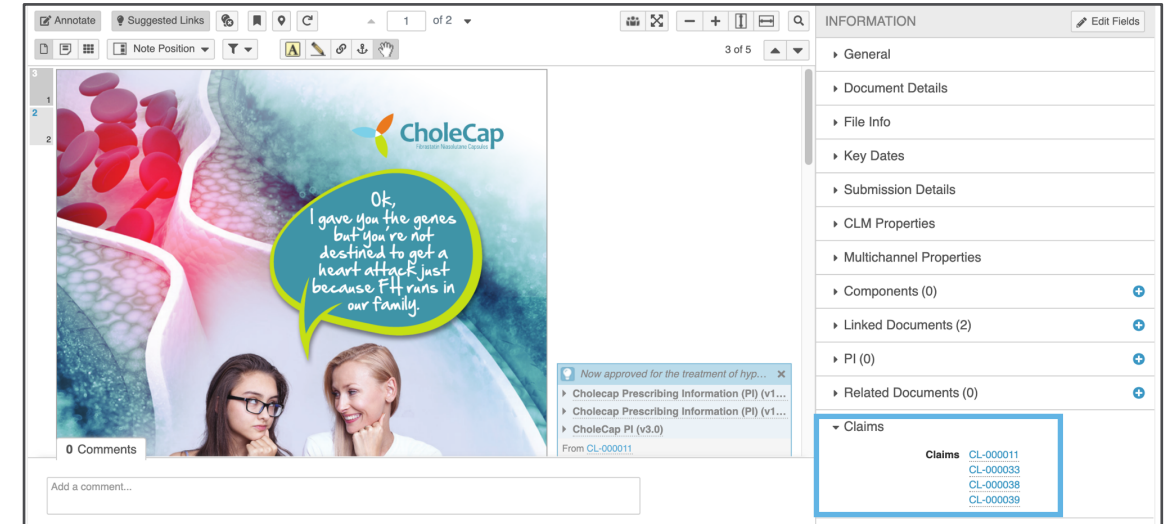 Annotate
Suggested Links
1 of 2
Note Position
3 of 5
3
1
2
2
CholeCap
Ok,
I gave you the genes
but you're not
destined to get a
heart attack just
because FH runs in
our family.
Now approved for the treatment of hyp...
Cholecap Prescribing Information (PI) (v1...
Cholecap Prescribing Information (PI) (v1...
CholeCap PI (v3.0)
From CL-000011
0 Comments
Add a comment...
INFORMATION
Edit Fields
General
Document Details
File Info
Key Dates
Submission Details
CLM Properties
Multichannel Properties
Components (0)
Linked Documents (2)
PI (0)
Related Documents (0)
Claims
Claims CL-000011
CL-000033
CL-000038
CL-000039